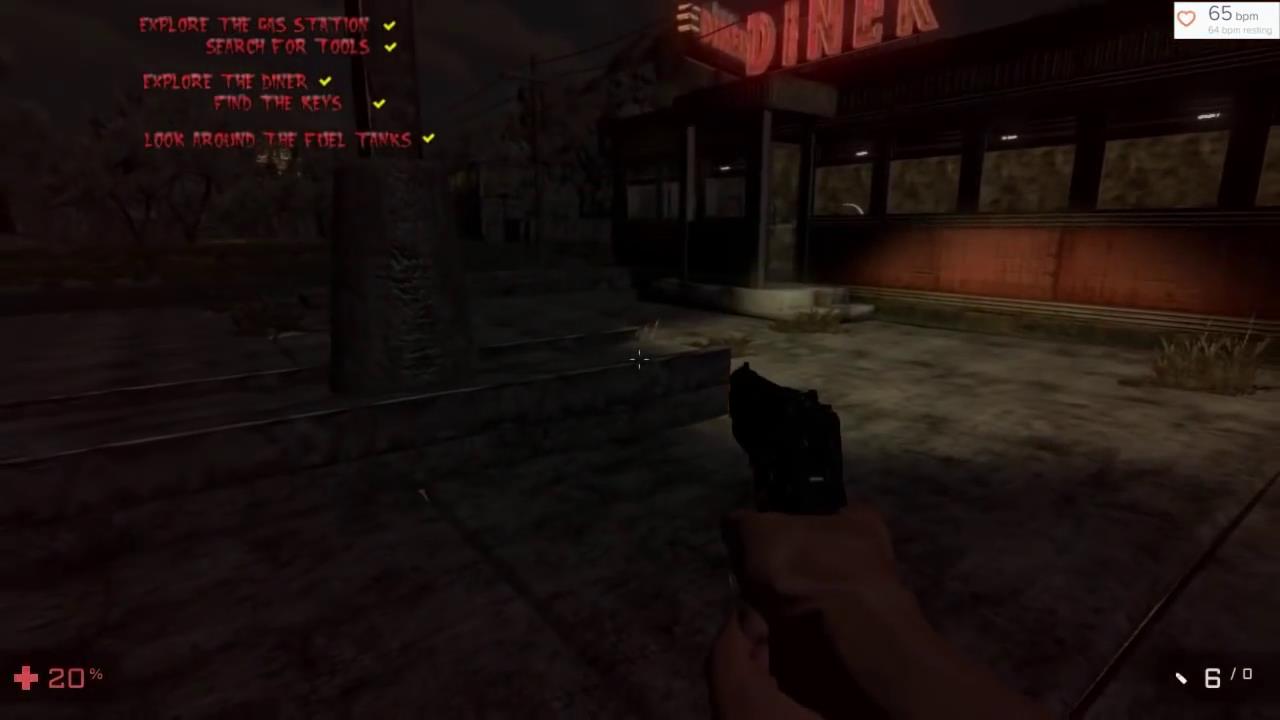 EXPLORE THE GAS STATION
SEARCH FOR TOOLS
EXPLORE THE DINER
FIND THE KEYS
LOOK AROUND THE FUEL TANKS
DINER
65 bpm
64 bpm resting
20%
6 / 0